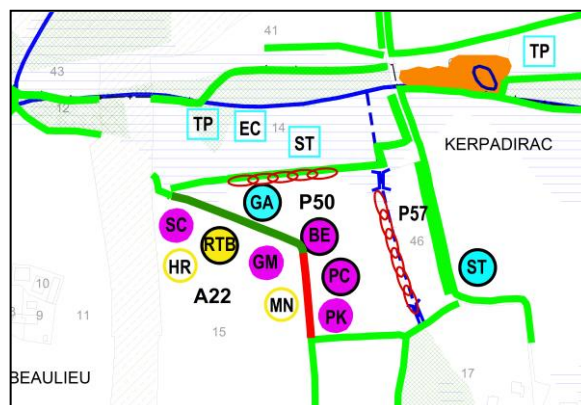 41
TP
43
12
TP
EC
14
ST
KERPADIRAC
GA
P50
P57
SC
RTB
BE
46
HR
GM
PC
ST
10
A22
MN
PK
8
9
11
15
BEAULIEU
17